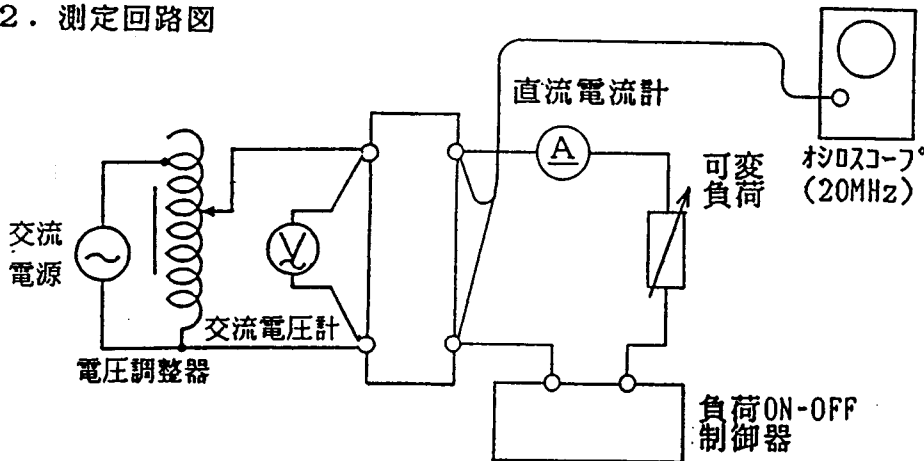 2．測定回路図
直流電流計
A
可変
負荷
オシロスコープ
(20MHz)
交流
電源
V
交流電圧計
電圧調整器
負荷ON-OFF
制御器